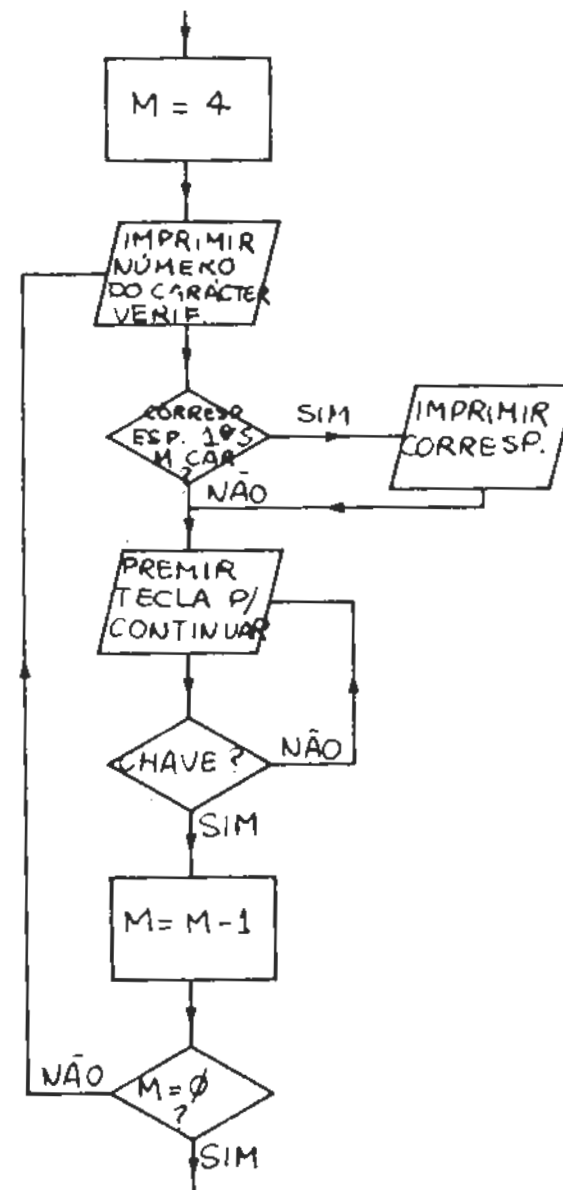 M = 4
IMPRIMIR
NÚMERO
DO CARÁCTER
VERIF.
CORRESP
ESP. 1ºS
M CAR
?
SIM
IMPRIMIR
CORRESP.
NÃO
PREMIR
TECLA P/
CONTINUAR
CHAVE ?
NÃO
SIM
M = M - 1
M = Ø
?
NÃO
SIM